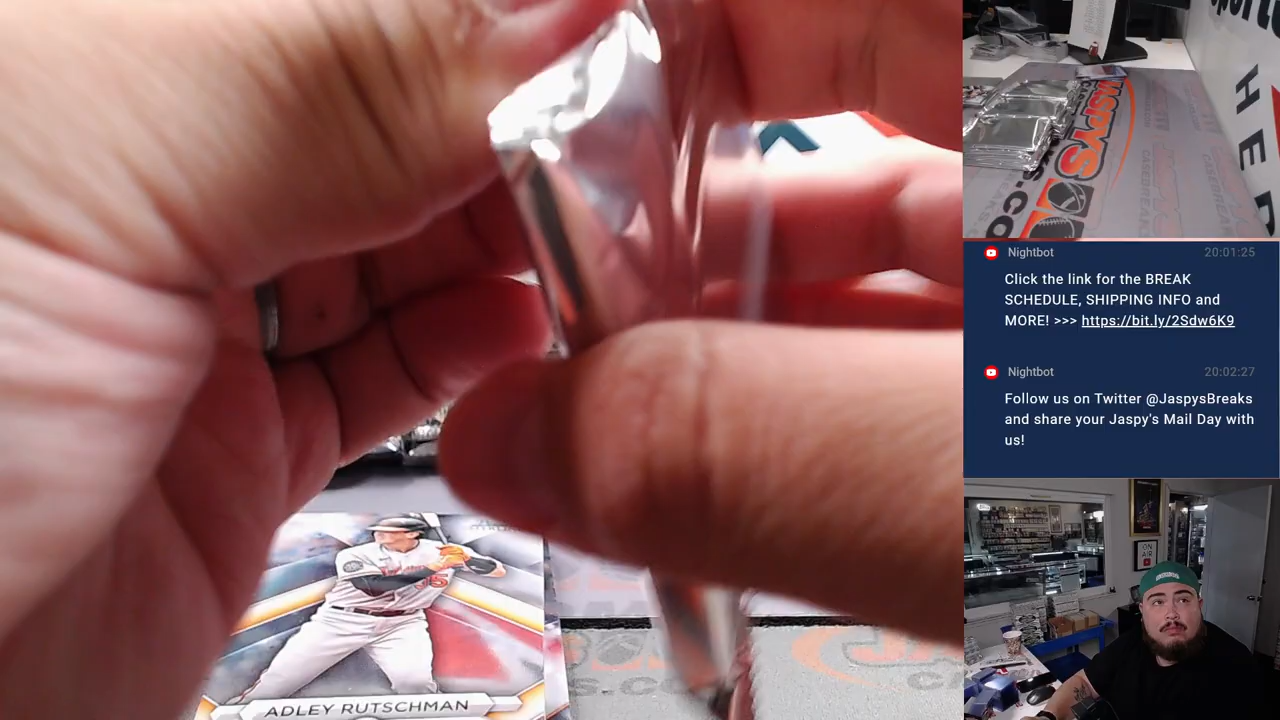 JASPYS
Nightbot 20:01:25
Click the link for the BREAK
SCHEDULE, SHIPPING INFO and
MORE! >>> https://bit.ly/2Sdw6K9
Nightbot 20:02:27
Follow us on Twitter @JaspysBreaks
and share your Jaspy's Mail Day with
us!
ON
AIR
ADLEY RUTSCHMAN